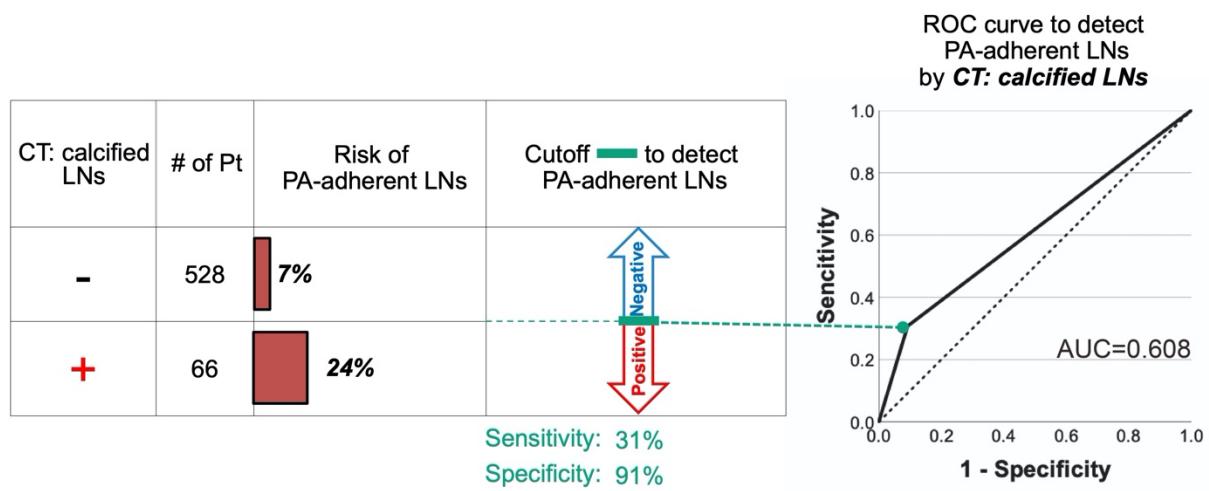 CT: calcified
LNs
# of Pt
Risk of
PA-adherent LNs
Cutoff to detect
PA-adherent LNs
-
528
7%
Negative
+
66
24%
Positive
Sensitivity: 31%
Specificity: 91%
ROC curve to detect
PA-adherent LNs
by CT: calcified LNs
Sencitivity
1.0
0.8
0.6
0.4
0.2
0.0
AUC=0.608
0.0 0.2 0.4 0.6 0.8 1.0
1 - Specificity